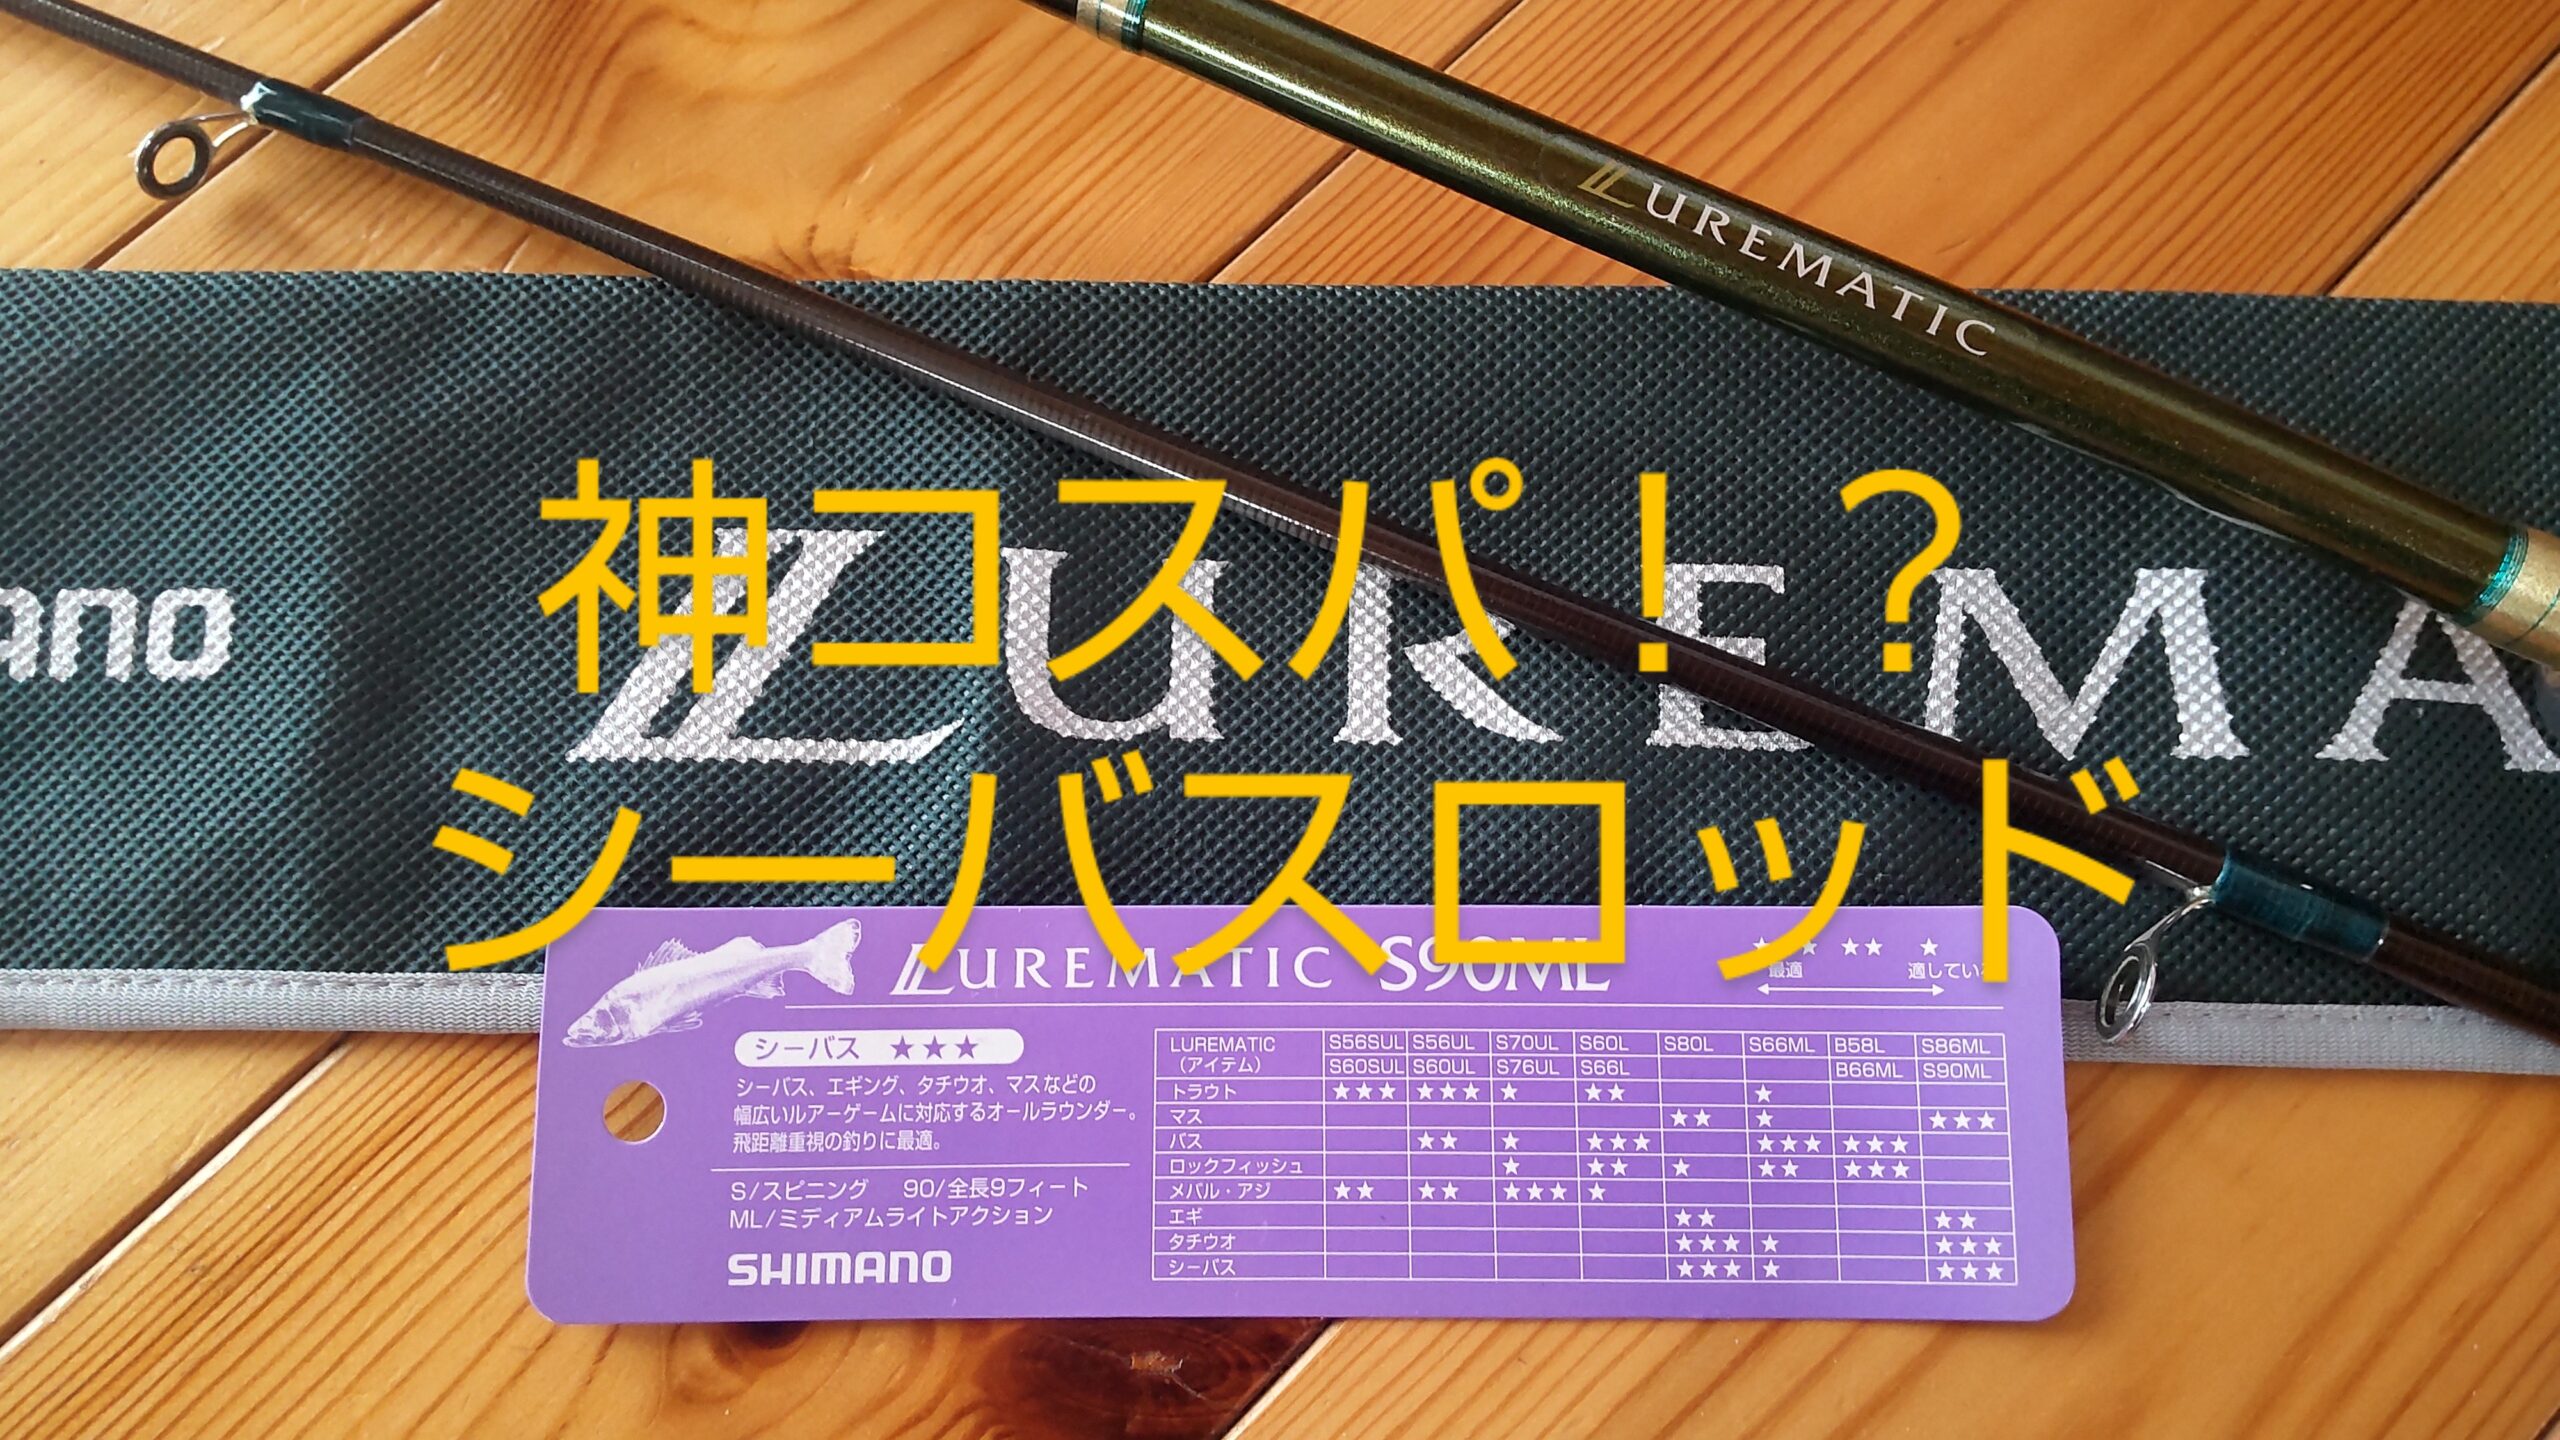 LUREMATIC
神コスパ！？
MANO LUREMA
シーバスロッド
LUREMATIC S90ML
★★★ ★★ ★
最適 適している
シーバス ★★★
シーバス、エギング、タチウオ、マスなどの
幅広いルアーゲームに対応するオールラウンダー。
飛距離重視の釣りに最適。
S/スピニング 90/全長9フィート
ML/ミディアムライトアクション
SHIMANO
LUREMATIC S56SUL S56UL S70UL S60L S80L S66ML B58L S86ML
（アイテム） S60SUL S60UL S76UL S66L B66ML S90ML
トラウト ★★★ ★★★ ★ ★★ ★
マス ★★ ★ ★★★
バス ★★ ★ ★★★ ★★★ ★★★
ロックフィッシュ ★ ★★ ★ ★★ ★★★
メバル・アジ ★★ ★★ ★★★ ★
エギ ★★ ★★
タチウオ ★★★ ★ ★★★
シーバス ★★★ ★ ★★★